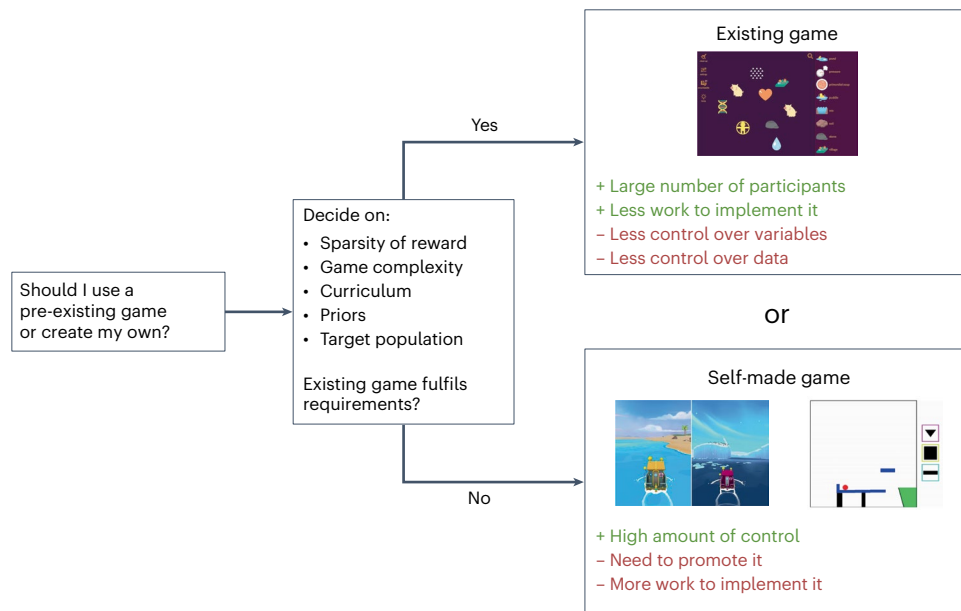 Should I use a
pre-existing game
or create my own?
Decide on:
• Sparsity of reward
• Game complexity
• Curriculum
• Priors
• Target population
Existing game fulfils
requirements?
Yes
No
Existing game
+ Large number of participants
+ Less work to implement it
– Less control over variables
– Less control over data
or
Self-made game
+ High amount of control
– Need to promote it
– More work to implement it